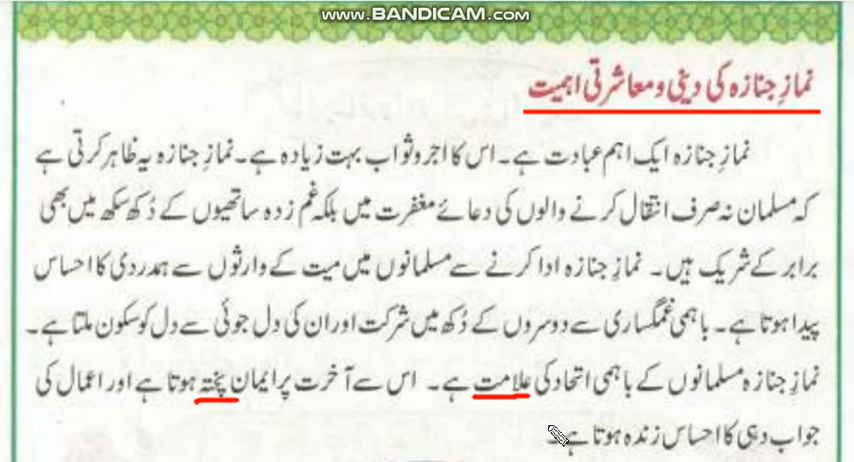 www.BANDICAM.com
نمازِ جنازہ کی دینی و معاشرتی اہمیت
نمازِ جنازہ ایک اہم عبادت ہے۔ اس کا اجر و ثواب بہت زیادہ ہے۔ نمازِ جنازہ یہ ظاہر کرتی ہے
کہ مسلمان نہ صرف انتقال کرنے والوں کی دعائے مغفرت میں بلکہ غم زدہ ساتھیوں کے دُکھ سکھ میں بھی
برابر کے شریک ہیں۔ نمازِ جنازہ ادا کرنے سے مسلمانوں میں میت کے وارثوں سے ہمدردی کا احساس
پیدا ہوتا ہے۔ باہمی غمگساری سے دوسروں کے دُکھ میں شرکت اور ان کی دل جوئی سے دل کو سکون ملتا ہے۔
نمازِ جنازہ مسلمانوں کے باہمی اتحاد کی علامت ہے۔ اس سے آخرت پر ایمان پختہ ہوتا ہے اور اعمال کی
جواب دہی کا احساس زندہ ہوتا ہے۔